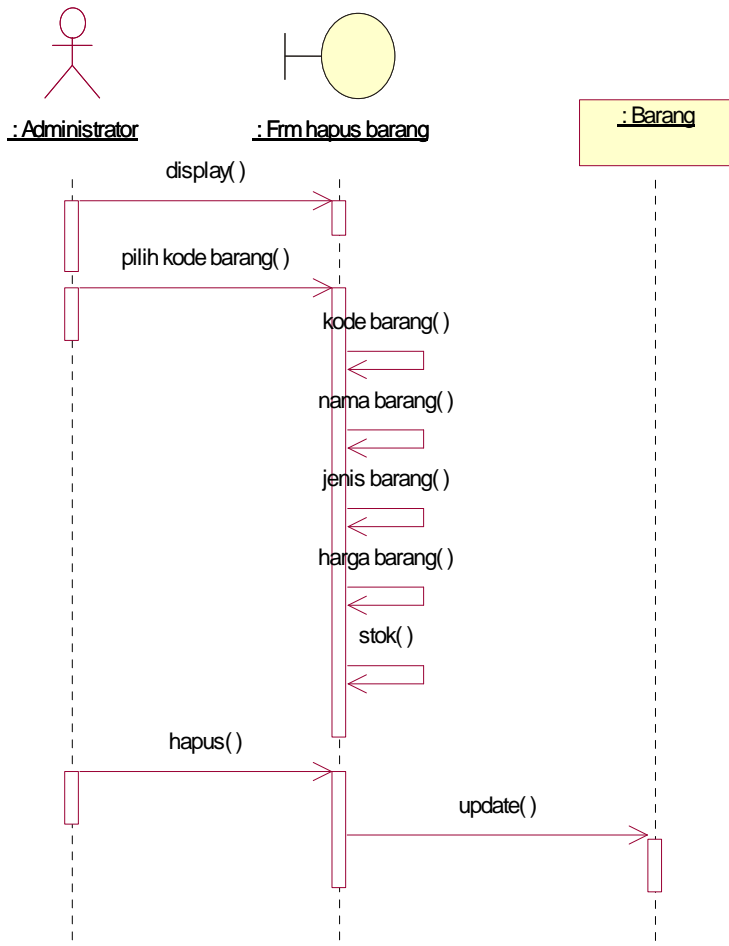 : Administrator
: Frm hapus barang
: Barang
display( )
pilih kode barang( )
kode barang( )
nama barang( )
jenis barang( )
harga barang( )
stok( )
hapus( )
update( )